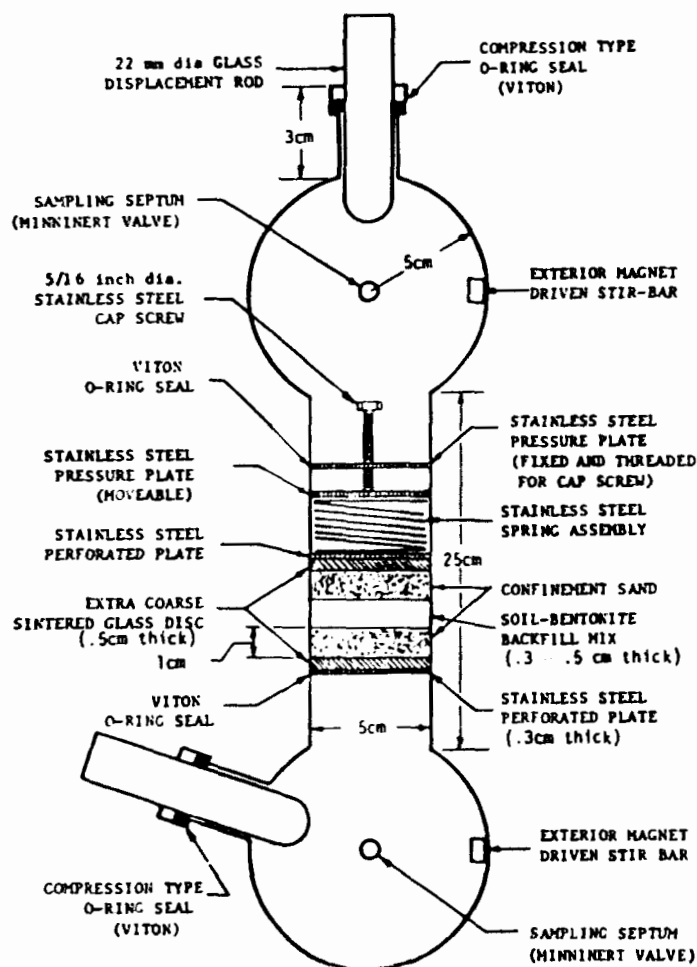 22 mm dia GLASS
DISPLACEMENT ROD
COMPRESSION TYPE
O-RING SEAL
(VITON)
3cm
SAMPLING SEPTUM
(MINNINERT VALVE)
5cm
5/16 inch dia.
STAINLESS STEEL
CAP SCREW
EXTERIOR MAGNET
DRIVEN STIR-BAR
VITON
O-RING SEAL
STAINLESS STEEL
PRESSURE PLATE
(FIXED AND THREADED
FOR CAP SCREW)
STAINLESS STEEL
PRESSURE PLATE
(MOVEABLE)
STAINLESS STEEL
SPRING ASSEMBLY
STAINLESS STEEL
PERFORATED PLATE
25cm
CONFINEMENT SAND
EXTRA COARSE
SINTERED GLASS DISC
(.5cm thick)
1cm
SOIL-BENTONITE
BACKFILL MIX
(.3 - .5 cm thick)
VITON
O-RING SEAL
STAINLESS STEEL
PERFORATED PLATE
(.3cm thick)
5cm
EXTERIOR MAGNET
DRIVEN STIR BAR
COMPRESSION TYPE
O-RING SEAL
(VITON)
SAMPLING SEPTUM
(MINNINERT VALVE)